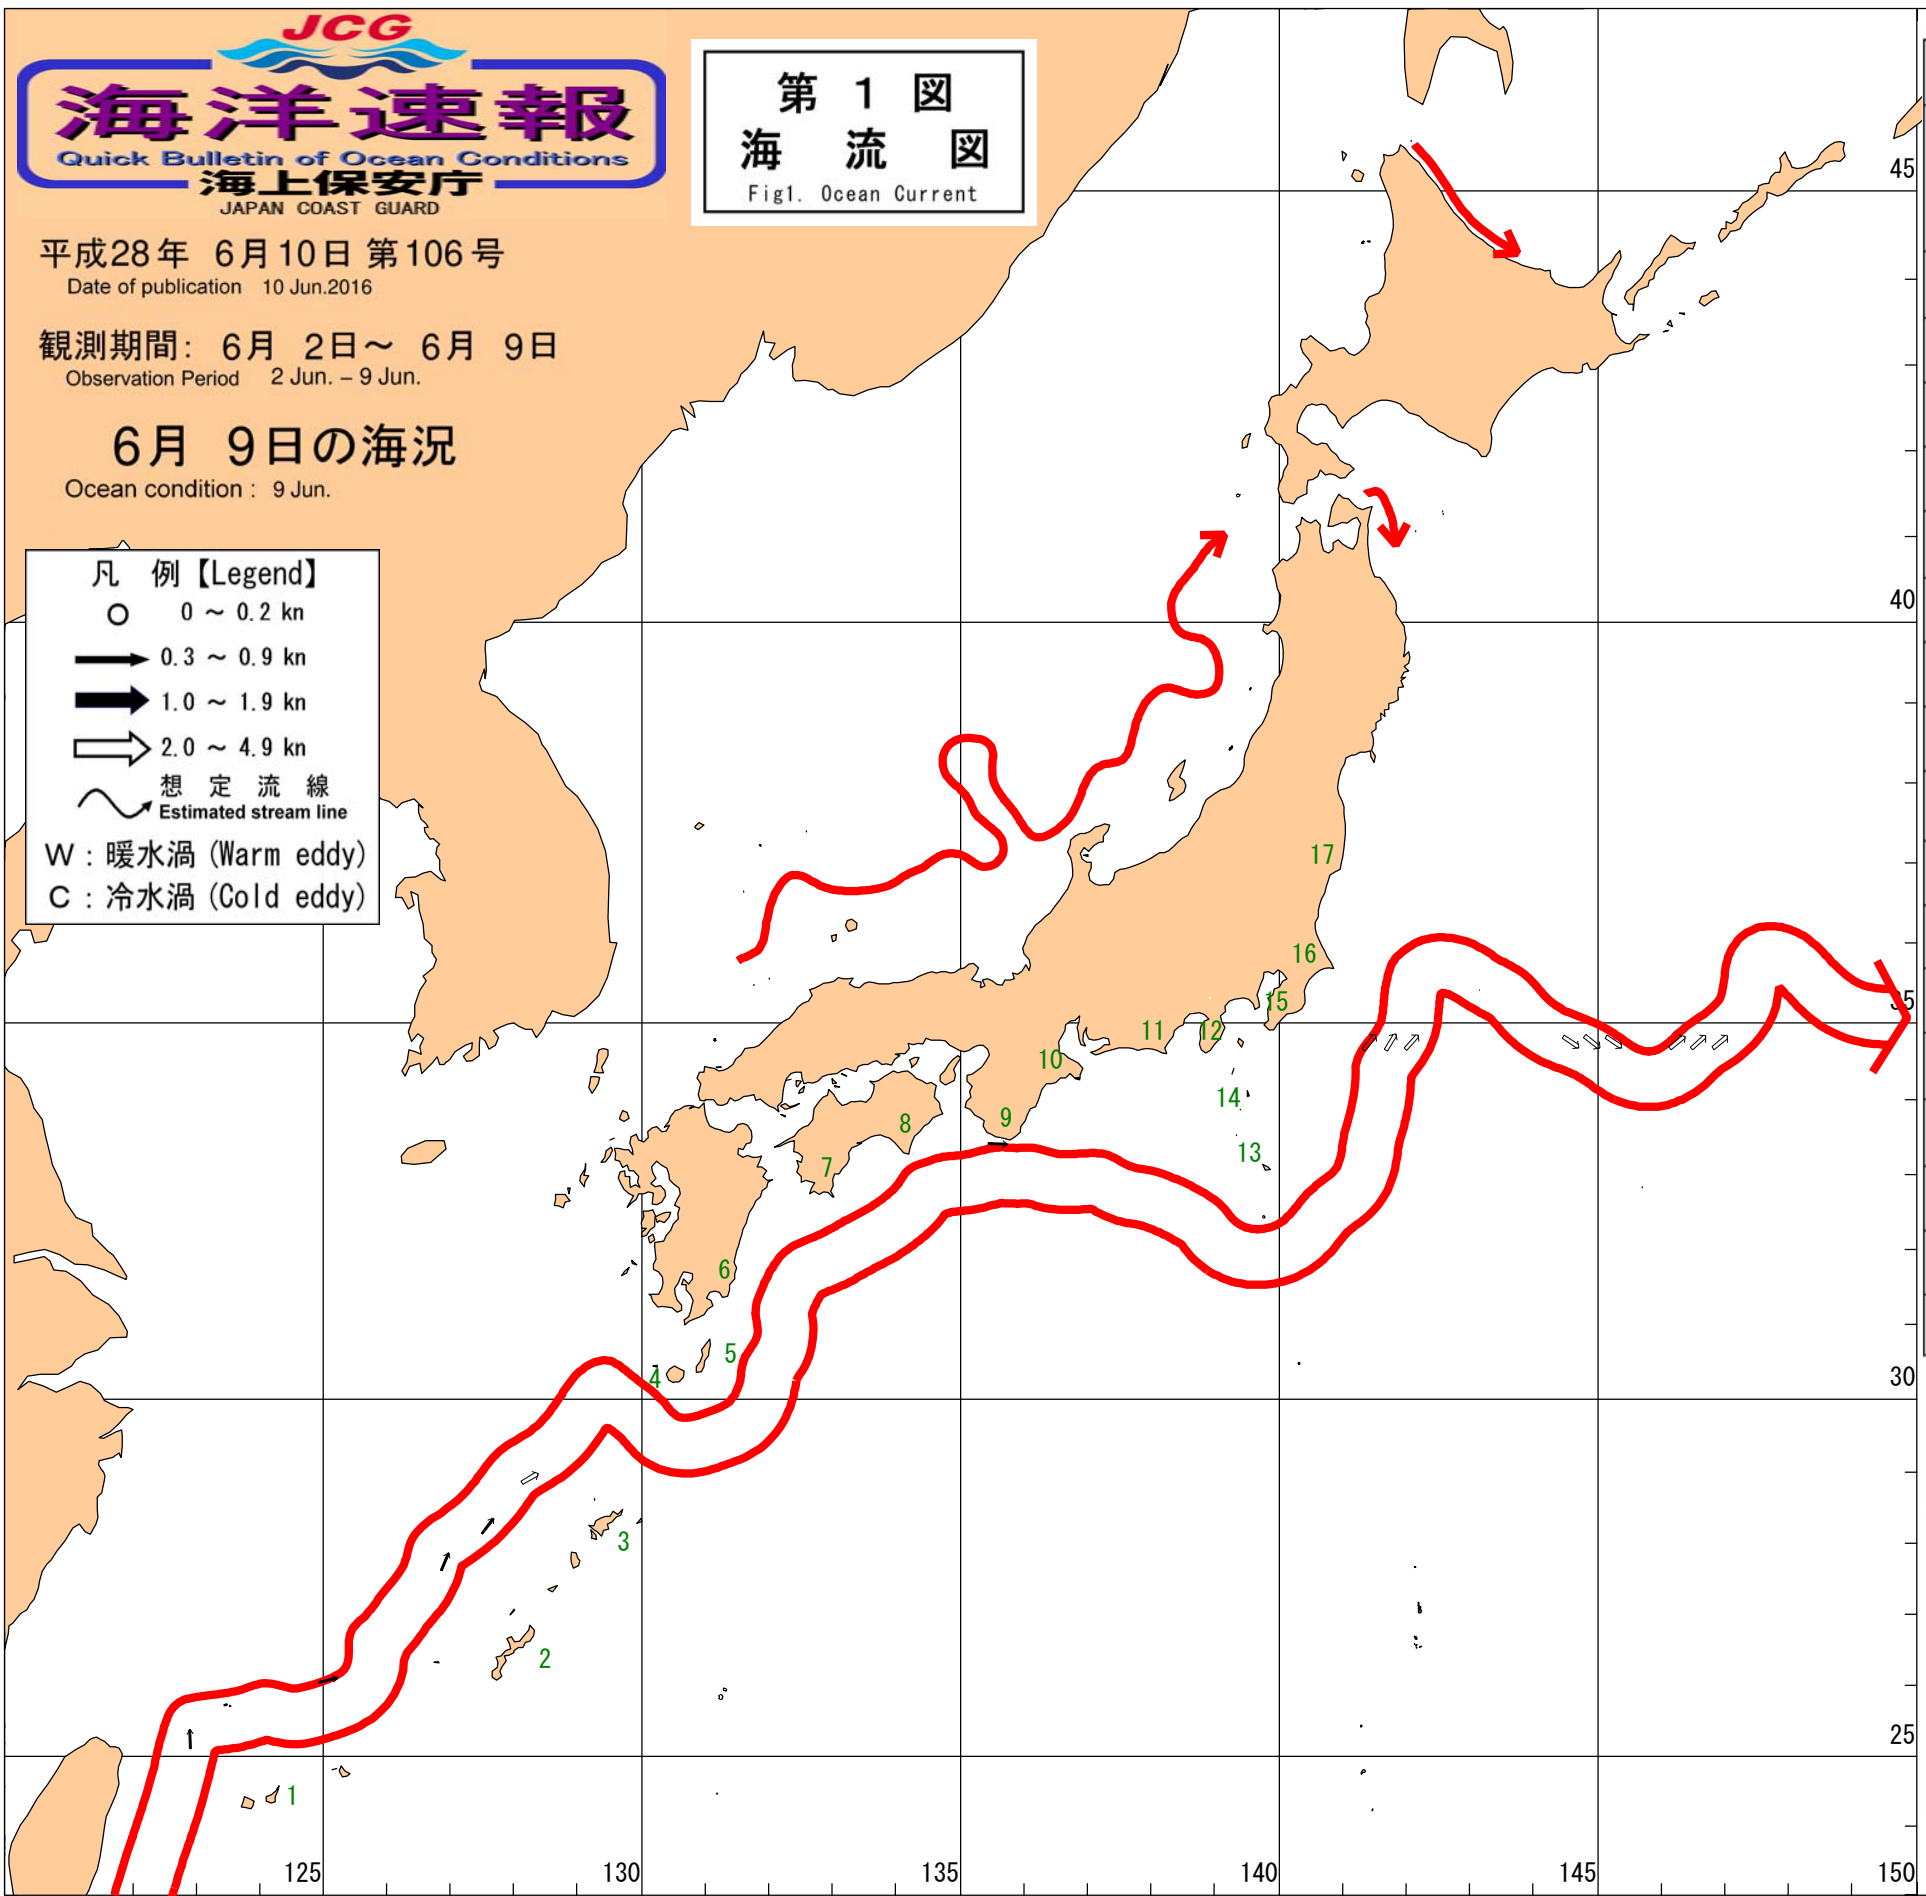 JCG
海洋速報
Quick Bulletin of Ocean Conditions
海上保安庁
JAPAN COAST GUARD
平成28年 6月10日 第106号
Date of publication 10 Jun.2016
観測期間: 6月 2日～ 6月 9日
Observation Period 2 Jun. – 9 Jun.
6月 9日の海況
Ocean condition : 9 Jun.
第 1 図
海 流 図
Fig1. Ocean Current
凡 例【Legend】
0 ～ 0.2 kn
0.3 ～ 0.9 kn
1.0 ～ 1.9 kn
2.0 ～ 4.9 kn
想 定 流 線
Estimated stream line
W : 暖水渦 (Warm eddy)
C : 冷水渦 (Cold eddy)
45
40
35
30
25
17
16
15
12
11
10
14
9
8
13
7
6
5
4
3
2
1
125
130
135
140
145
150